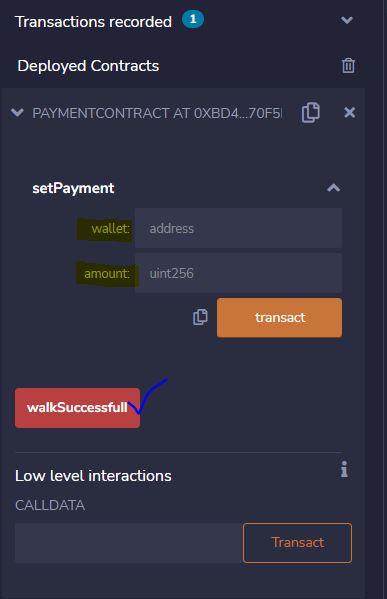 Transactions recorded 1
Deployed Contracts
PAYMENTCONTRACT AT 0XBD4...70F5
setPayment
wallet: address
amount: uint256
transact
walkSuccessfull
Low level interactions
CALLDATA
Transact